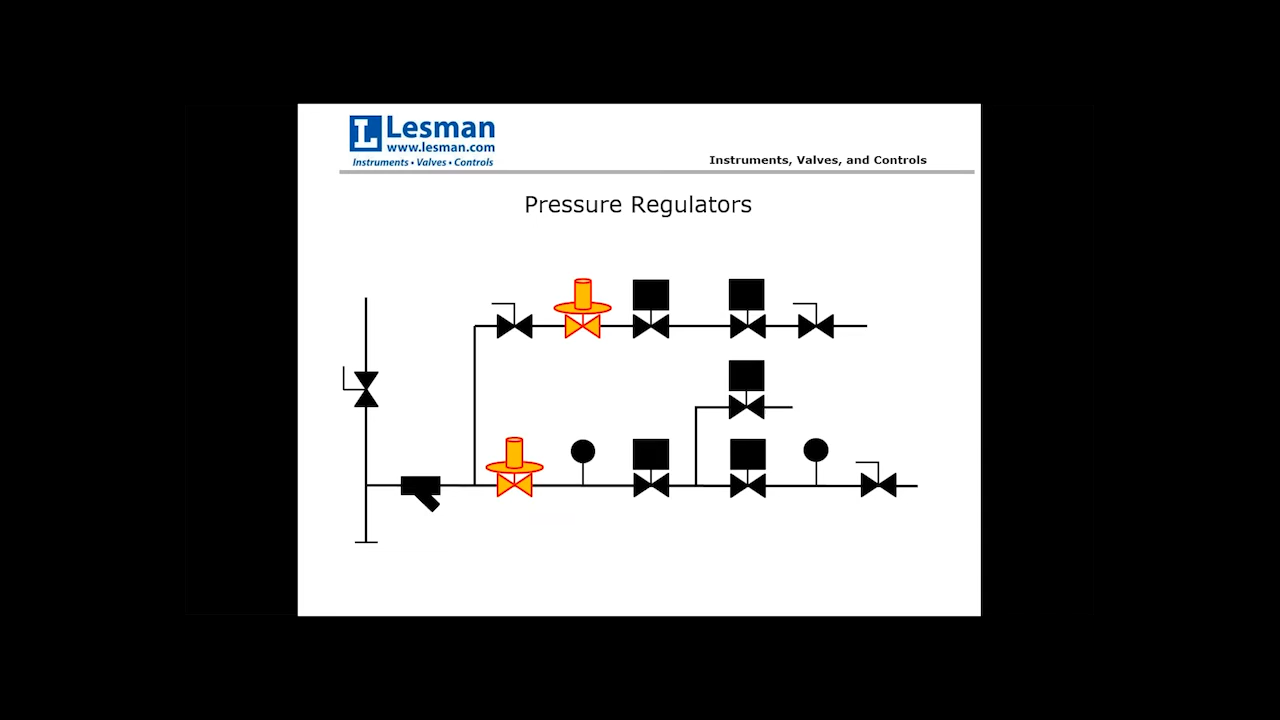 L Lesman
www.lesman.com
Instruments • Valves • Controls
Instruments, Valves, and Controls
Pressure Regulators